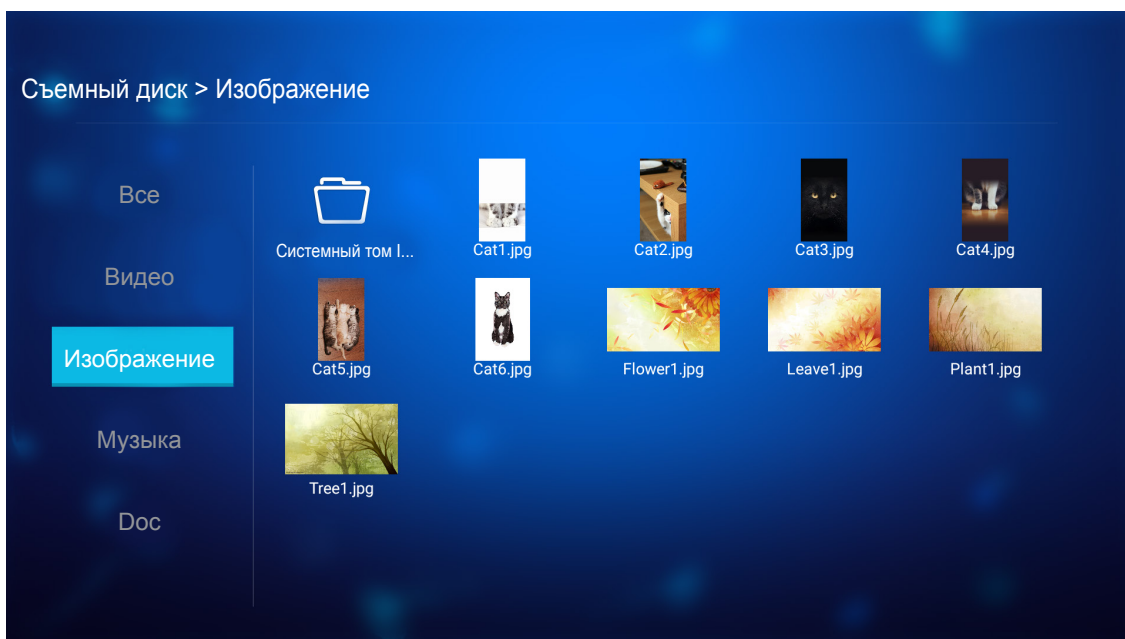 Съемный диск > Изображение
Все
Видео
Изображение
Музыка
Doc
Системный том I...
Cat1.jpg
Cat2.jpg
Cat3.jpg
Cat4.jpg
Cat5.jpg
Cat6.jpg
Flower1.jpg
Leave1.jpg
Plant1.jpg
Tree1.jpg